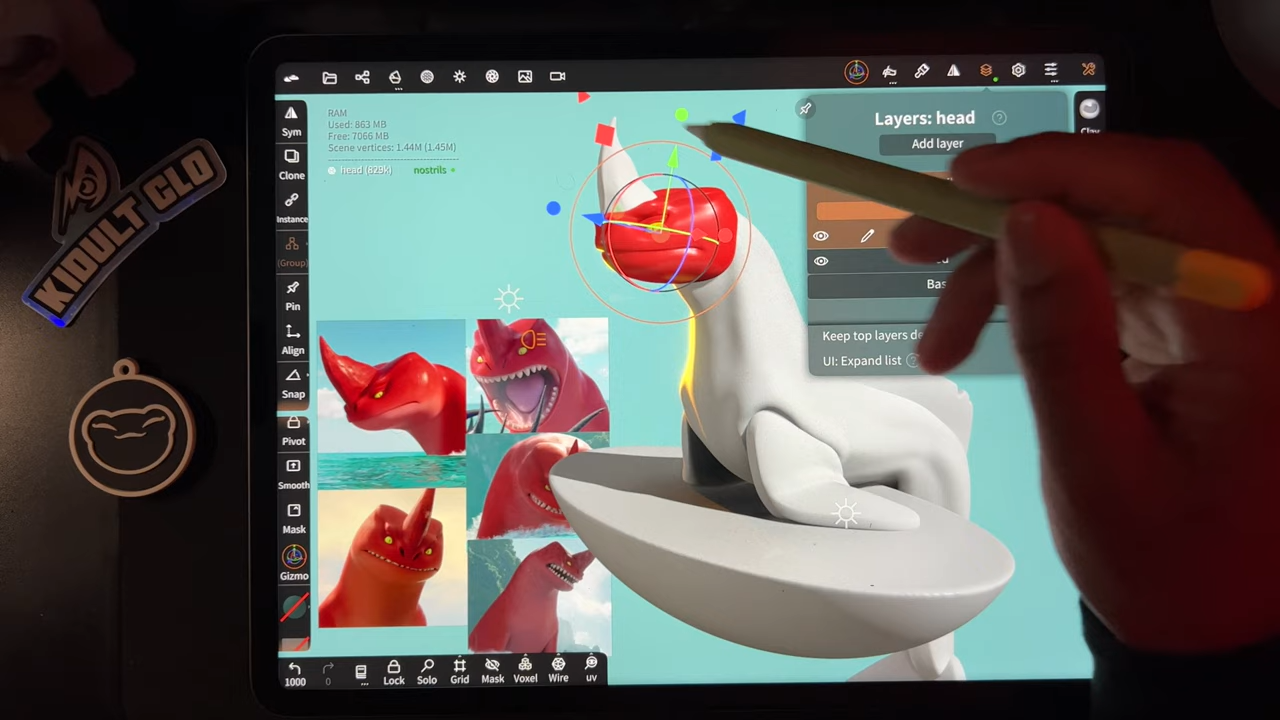 KIDULT CLO
RAM
Used: 863 MB
Free: 7066 MB
Scene vertices: 1.44M (1.45M)
head (829k)
nostrils
Sym
Clone
Instance
(Group)
Pin
Align
Snap
Pivot
Smooth
Mask
Gizmo
Layers: head
?
Add layer
Bas
Keep top layers de
UI: Expand list
?
Clay
1000
0
Lock
Solo
Grid
Mask
Voxel
Wire
uv